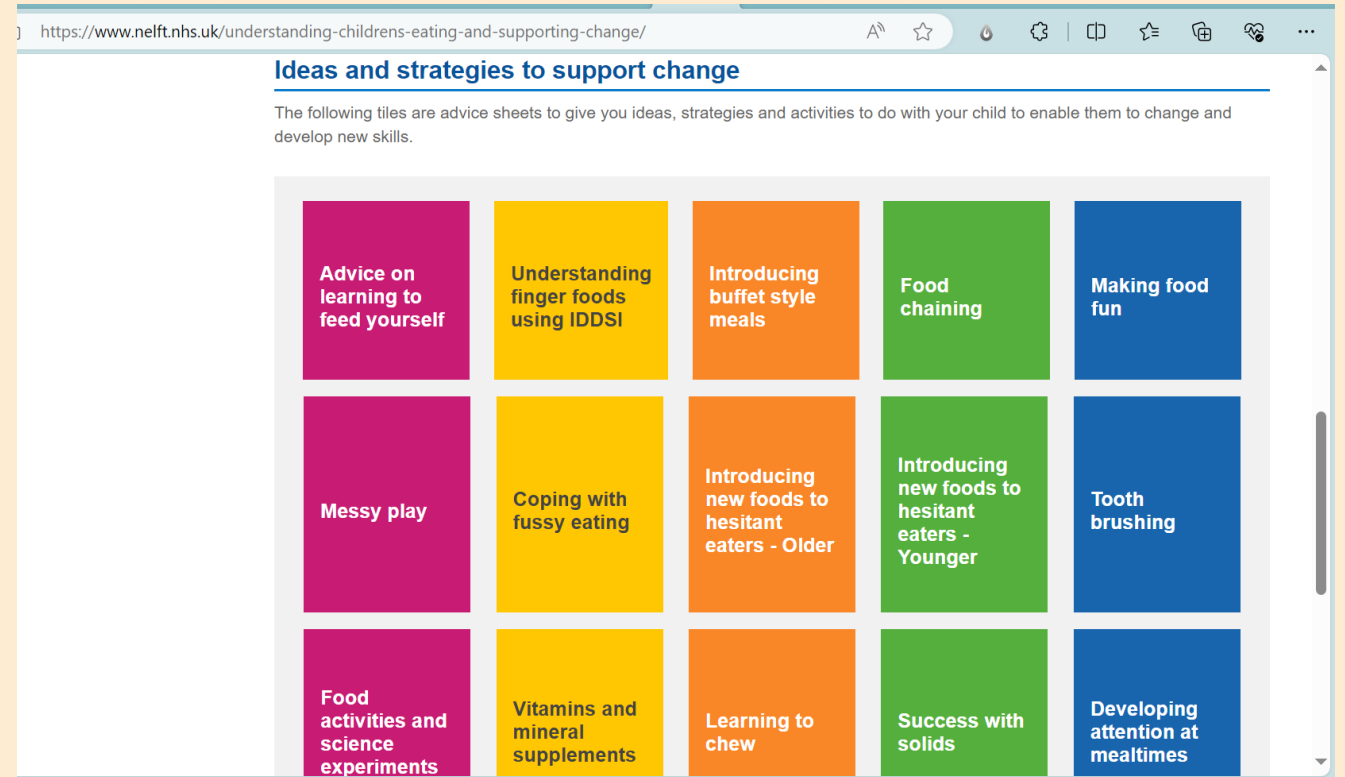 https://www.nelft.nhs.uk/understanding-childrens-eating-and-supporting-change/
Ideas and strategies to support change
The following tiles are advice sheets to give you ideas, strategies and activities to do with your child to enable them to change and
develop new skills.
Advice on
learning to
feed yourself
Understanding
finger foods
using IDDSI
Introducing
buffet style
meals
Food
chaining
Making food
fun
Messy play
Coping with
fussy eating
Introducing
new foods to
hesitant
eaters - Older
Introducing
new foods to
hesitant
eaters -
Younger
Tooth
brushing
Food
activities and
science
experiments
Vitamins and
mineral
supplements
Learning to
chew
Success with
solids
Developing
attention at
mealtimes